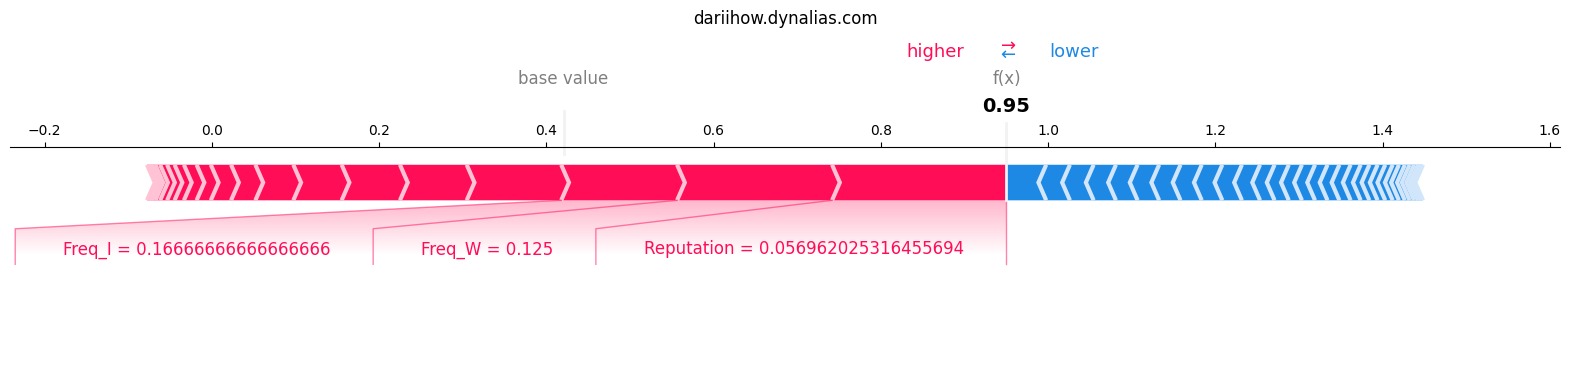 dariihow.dynalias.com
higher ⇄ lower
base value f(x)
0.95
−0.2 0.0 0.2 0.4 0.6 0.8 1.0 1.2 1.4 1.6
Freq_I = 0.16666666666666666 Freq_W = 0.125 Reputation = 0.056962025316455694